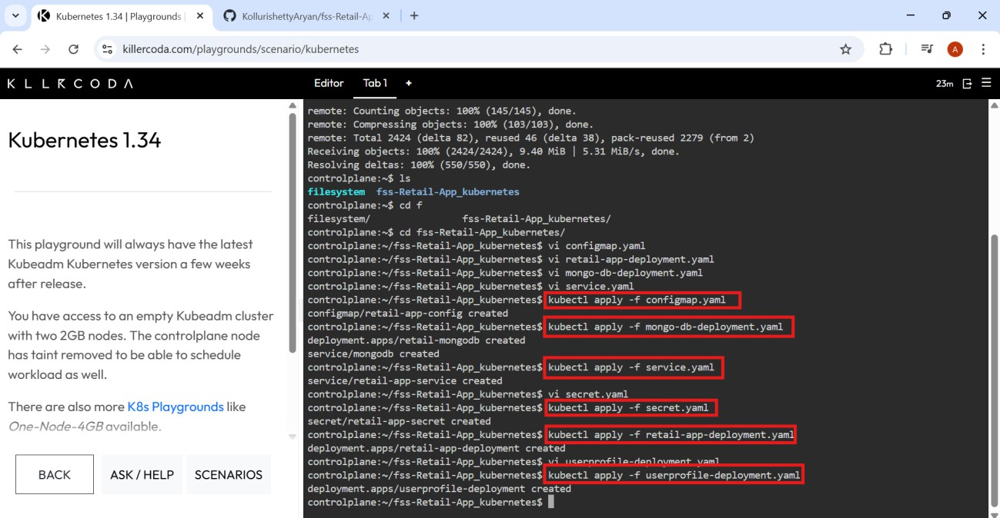 Kubernetes 1.34 | Playgrounds
KollurishettyAryan/fss-Retail-Ap
killercoda.com/playgrounds/scenario/kubernetes
A
KLLRCODA
Editor
Tab 1
+
23m
Kubernetes 1.34
This playground will always have the latest
Kubeadm Kubernetes version a few weeks
after release.
You have access to an empty Kubeadm cluster
with two 2GB nodes. The controlplane node
has taint removed to be able to schedule
workload as well.
There are also more K8s Playgrounds like
One-Node-4GB available.
BACK
ASK / HELP
SCENARIOS
remote: Counting objects: 100% (145/145), done.
remote: Compressing objects: 100% (103/103), done.
remote: Total 2424 (delta 82), reused 46 (delta 38), pack-reused 2279 (from 2)
Receiving objects: 100% (2424/2424), 9.40 MiB | 5.31 MiB/s, done.
Resolving deltas: 100% (550/550), done.
controlplane:~$ ls
filesystem  fss-Retail-App_kubernetes
controlplane:~$ cd f
filesystem/                fss-Retail-App_kubernetes/
controlplane:~$ cd fss-Retail-App_kubernetes/
controlplane:~/fss-Retail-App_kubernetes$ vi configmap.yaml
controlplane:~/fss-Retail-App_kubernetes$ vi retail-app-deployment.yaml
controlplane:~/fss-Retail-App_kubernetes$ vi mongo-db-deployment.yaml
controlplane:~/fss-Retail-App_kubernetes$ vi service.yaml
controlplane:~/fss-Retail-App_kubernetes$ kubectl apply -f configmap.yaml
configmap/retail-app-config created
controlplane:~/fss-Retail-App_kubernetes$ kubectl apply -f mongo-db-deployment.yaml
deployment.apps/retail-mongodb created
service/mongodb created
controlplane:~/fss-Retail-App_kubernetes$ kubectl apply -f service.yaml
service/retail-app-service created
controlplane:~/fss-Retail-App_kubernetes$ vi secret.yaml
controlplane:~/fss-Retail-App_kubernetes$ kubectl apply -f secret.yaml
secret/retail-app-secret created
controlplane:~/fss-Retail-App_kubernetes$ kubectl apply -f retail-app-deployment.yaml
deployment.apps/retail-app-deployment created
controlplane:~/fss-Retail-App_kubernetes$ vi userprofile-deployment.yaml
controlplane:~/fss-Retail-App_kubernetes$ kubectl apply -f userprofile-deployment.yaml
deployment.apps/userprofile-deployment created
controlplane:~/fss-Retail-App_kubernetes$